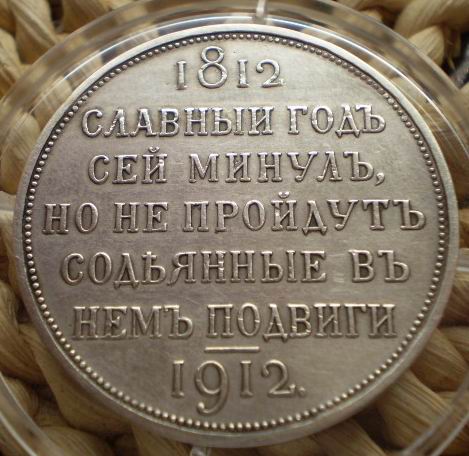 1812
СЛАВНЫЙ ГОДЪ
СЕЙ МИНУЛЪ,
НО НЕ ПРОЙДУТЪ
СОДѢЯННЫЕ ВЪ
НЕМЪ ПОДВИГИ
1912.